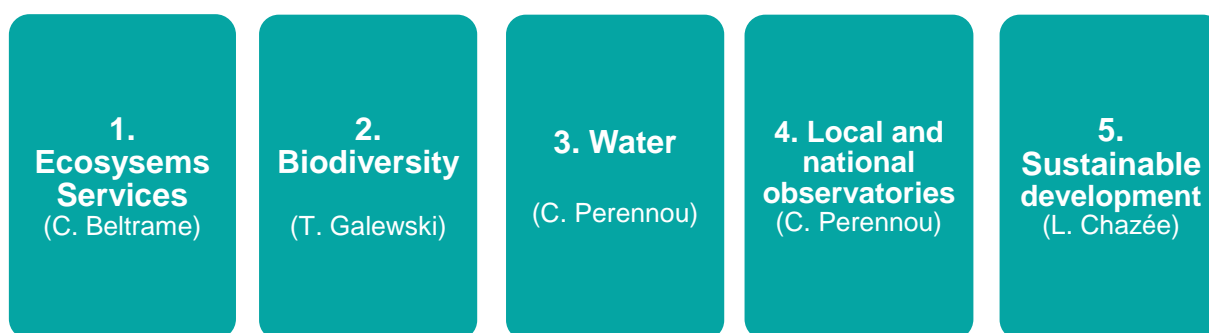 1.
Ecosysems
Services
(C. Beltrame)
2.
Biodiversity
(T. Galewski)
3. Water
(C. Perennou)
4. Local and
national
observatories
(C. Perennou)
5.
Sustainable
development
(L. Chazée)